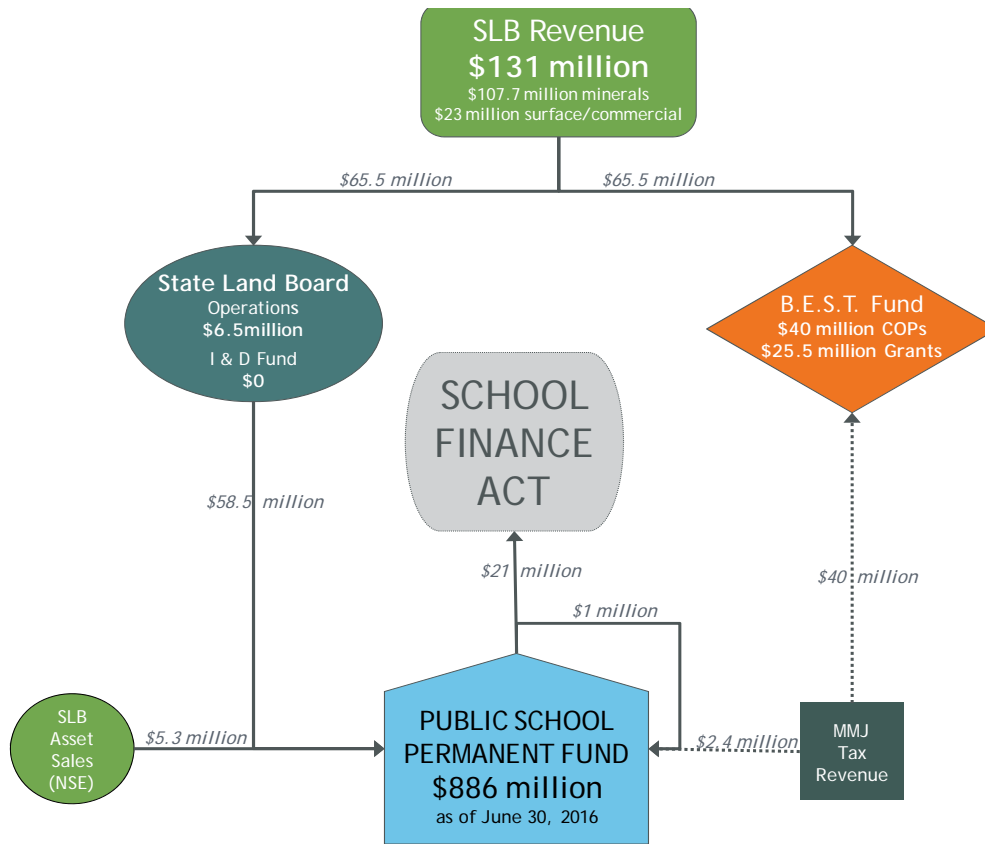 SLB Revenue
$131 million
$107.7 million minerals
$23 million surface/commercial
$65.5 million
$65.5 million
State Land Board
Operations
$6.5million
I & D Fund
$0
B.E.S.T. Fund
$40 million COPs
$25.5 million Grants
SCHOOL
FINANCE
ACT
$58.5 million
$21 million
$40 million
$1 million
SLB
Asset
Sales
(NSE)
$5.3 million
PUBLIC SCHOOL
PERMANENT FUND
$886 million
as of June 30, 2016
$2.4 million
MMJ
Tax
Revenue